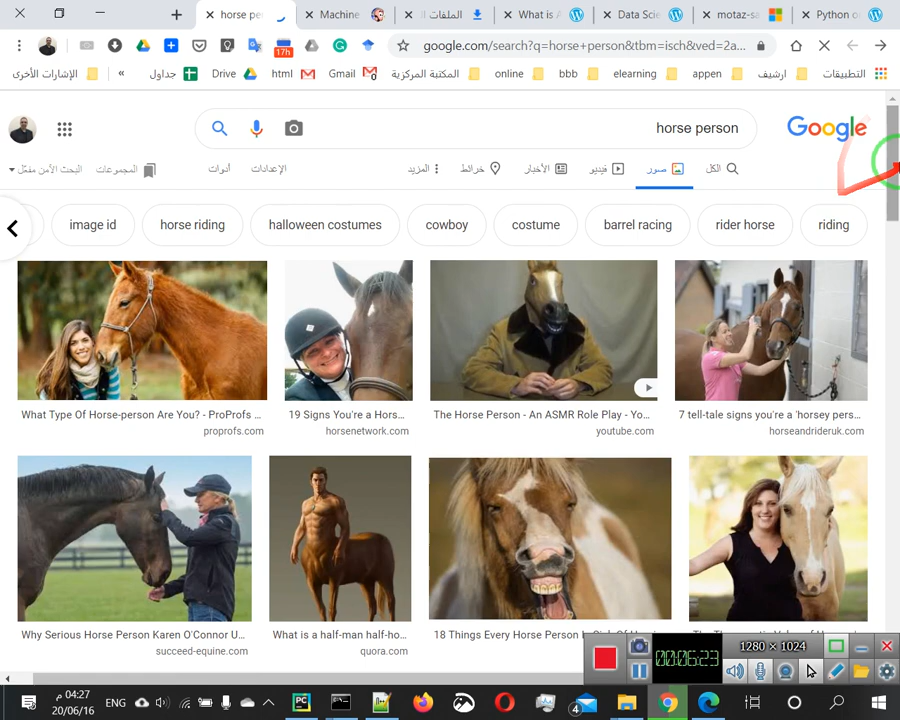 horse pe
Machine
الملفات ال
What is A
Data Scie
motaz-sa
Python o
17h
google.com/search?q=horse+person&tbm=isch&ved=2a...
التطبيقات
ارشيف
appen
elearning
bbb
online
المكتبة المركزية
Gmail
html
Drive
جداول
«
الإشارات الأخرى
horse person
Google
الكل
صور
فيديو
الأخبار
خرائط
المزيد
الإعدادات
أدوات
المجموعات
البحث الآمن مفعّل
image id
horse riding
halloween costumes
cowboy
costume
barrel racing
rider horse
riding
What Type Of Horse-person Are You? - ProProfs ...
proprofs.com
19 Signs You're a Hors...
horsenetwork.com
The Horse Person - An ASMR Role Play - Yo...
youtube.com
7 tell-tale signs you're a 'horsey pers...
horseandrideruk.com
Why Serious Horse Person Karen O'Connor U...
succeed-equine.com
What is a half-man half-ho...
quora.com
18 Things Every Horse Person
1280 × 1024
00:06:23
04:27 م
20/06/16
ENG
PC
4